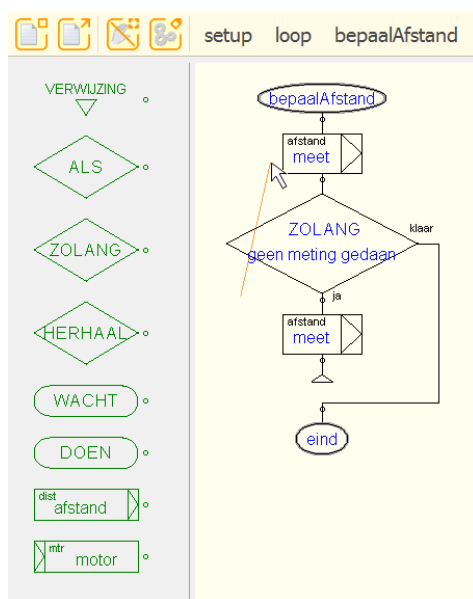 setup loop bepaalAfstand
VERWIJZING
ALS
ZOLANG
HERHAAL
WACHT
DOEN
dist
afstand
mtr
motor
bepaalAfstand
afstand
meet
ZOLANG
klaar
geen meting gedaan
ja
afstand
meet
eind